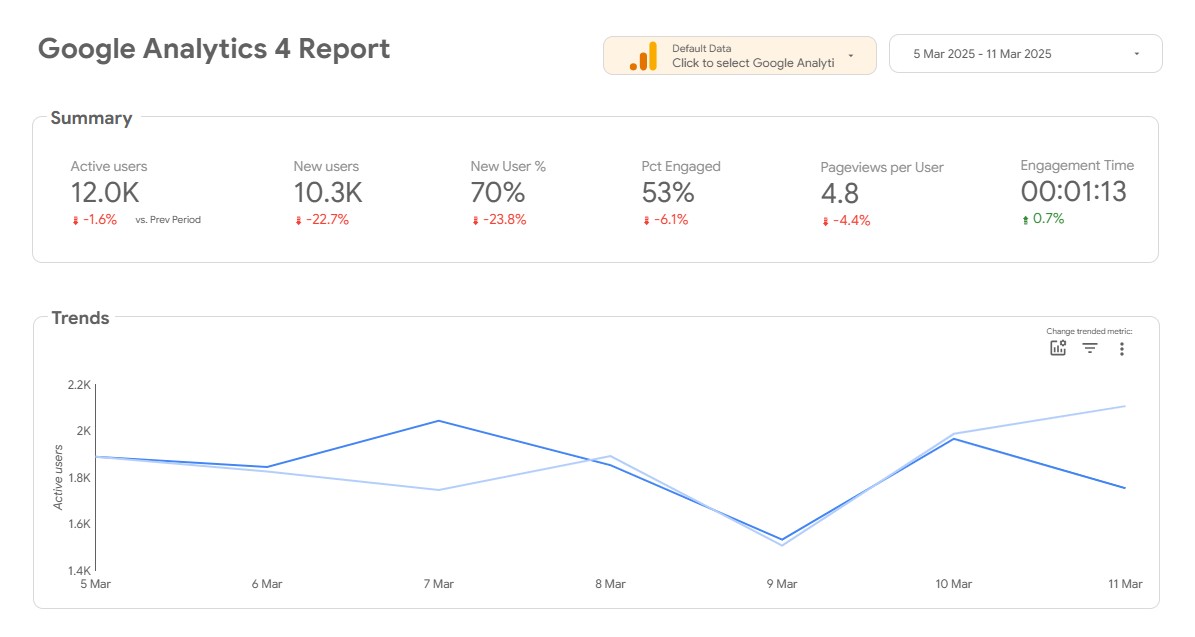 Google Analytics 4 Report
Default Data
Click to select Google Analyti
5 Mar 2025 - 11 Mar 2025
Summary
Active users
12.0K
-1.6% vs. Prev Period
New users
10.3K
-22.7%
New User %
70%
-23.8%
Pct Engaged
53%
-6.1%
Pageviews per User
4.8
-4.4%
Engagement Time
00:01:13
0.7%
Trends
Change trended metric:
Active users
2.2K
2K
1.8K
1.6K
1.4K
5 Mar 6 Mar 7 Mar 8 Mar 9 Mar 10 Mar 11 Mar